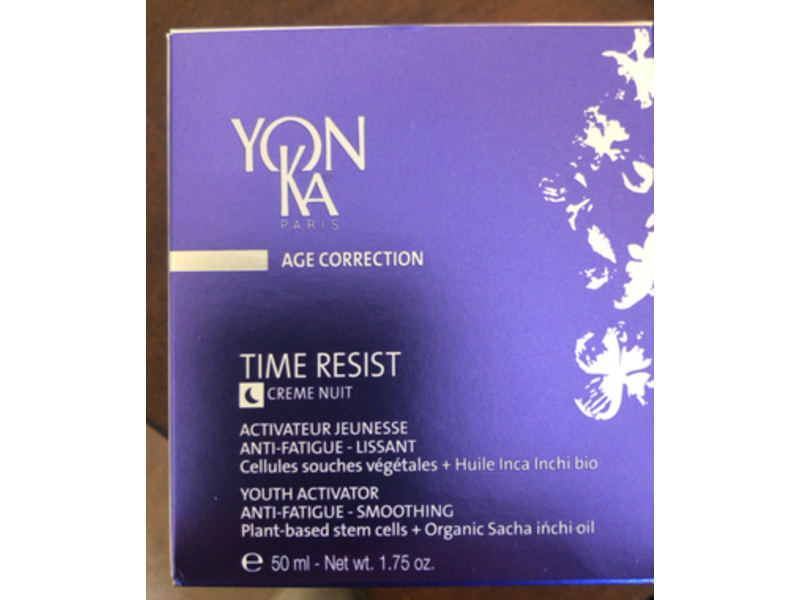 YON
KA
PARIS
AGE CORRECTION
TIME RESIST
CREME NUIT
ACTIVATEUR JEUNESSE
ANTI-FATIGUE - LISSANT
Cellules souches végétales + Huile Inca Inchi bio
YOUTH ACTIVATOR
ANTI-FATIGUE - SMOOTHING
Plant-based stem cells + Organic Sacha inchi oil
℮ 50 ml - Net wt. 1.75 oz.